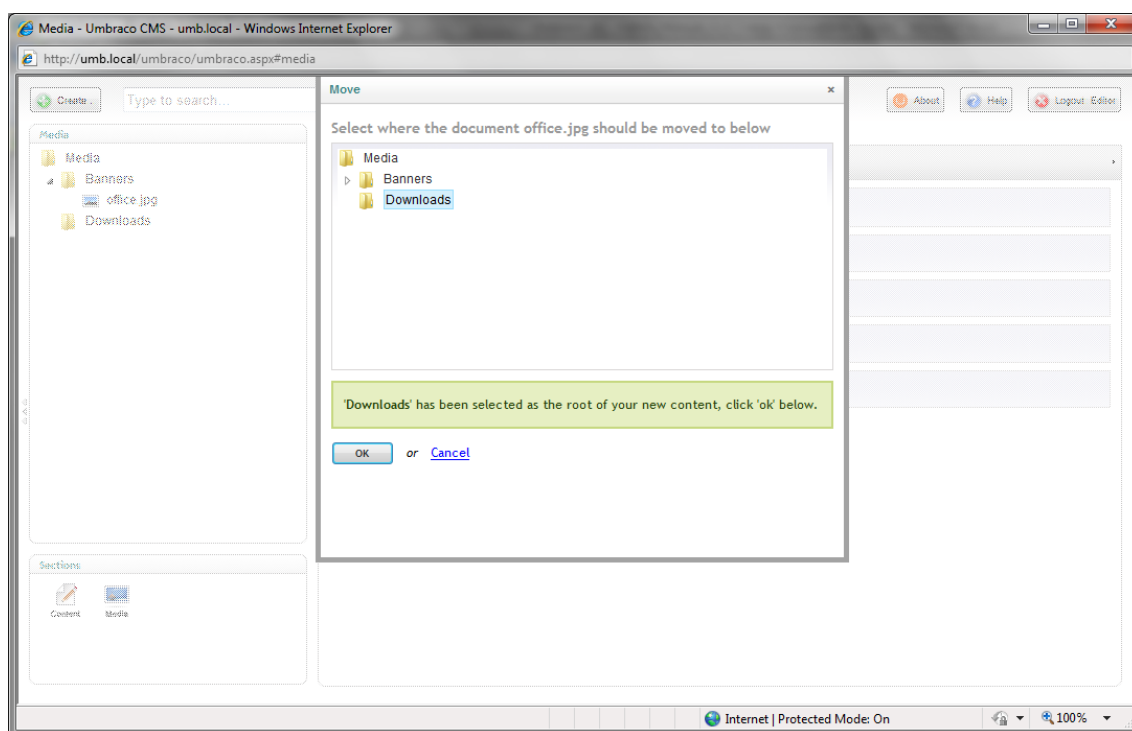 Media - Umbraco CMS - umb.local - Windows Internet Explorer
http://umb.local/umbraco/umbraco.aspx#media
Create .
Type to search...
About
Help
Logout Editor
Move
Select where the document office.jpg should be moved to below
Media
Banners
Downloads
'Downloads' has been selected as the root of your new content, click 'ok' below.
OK or Cancel
Media
Media
Banners
office.jpg
Downloads
Sections
Content
Media
Internet | Protected Mode: On
100%